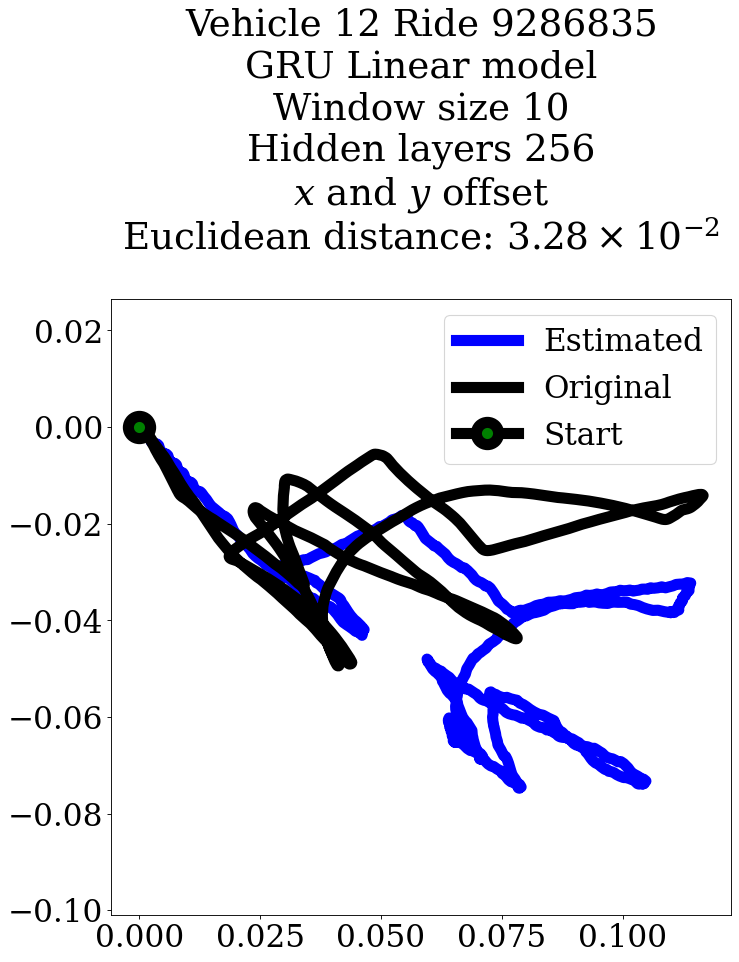 Vehicle 12 Ride 9286835
GRU Linear model
Window size 10
Hidden layers 256
x and y offset
Euclidean distance: 3.28 × 10⁻²
Estimated
Original
Start
0.02
0.00
−0.02
−0.04
−0.06
−0.08
−0.10
0.000 0.025 0.050 0.075 0.100